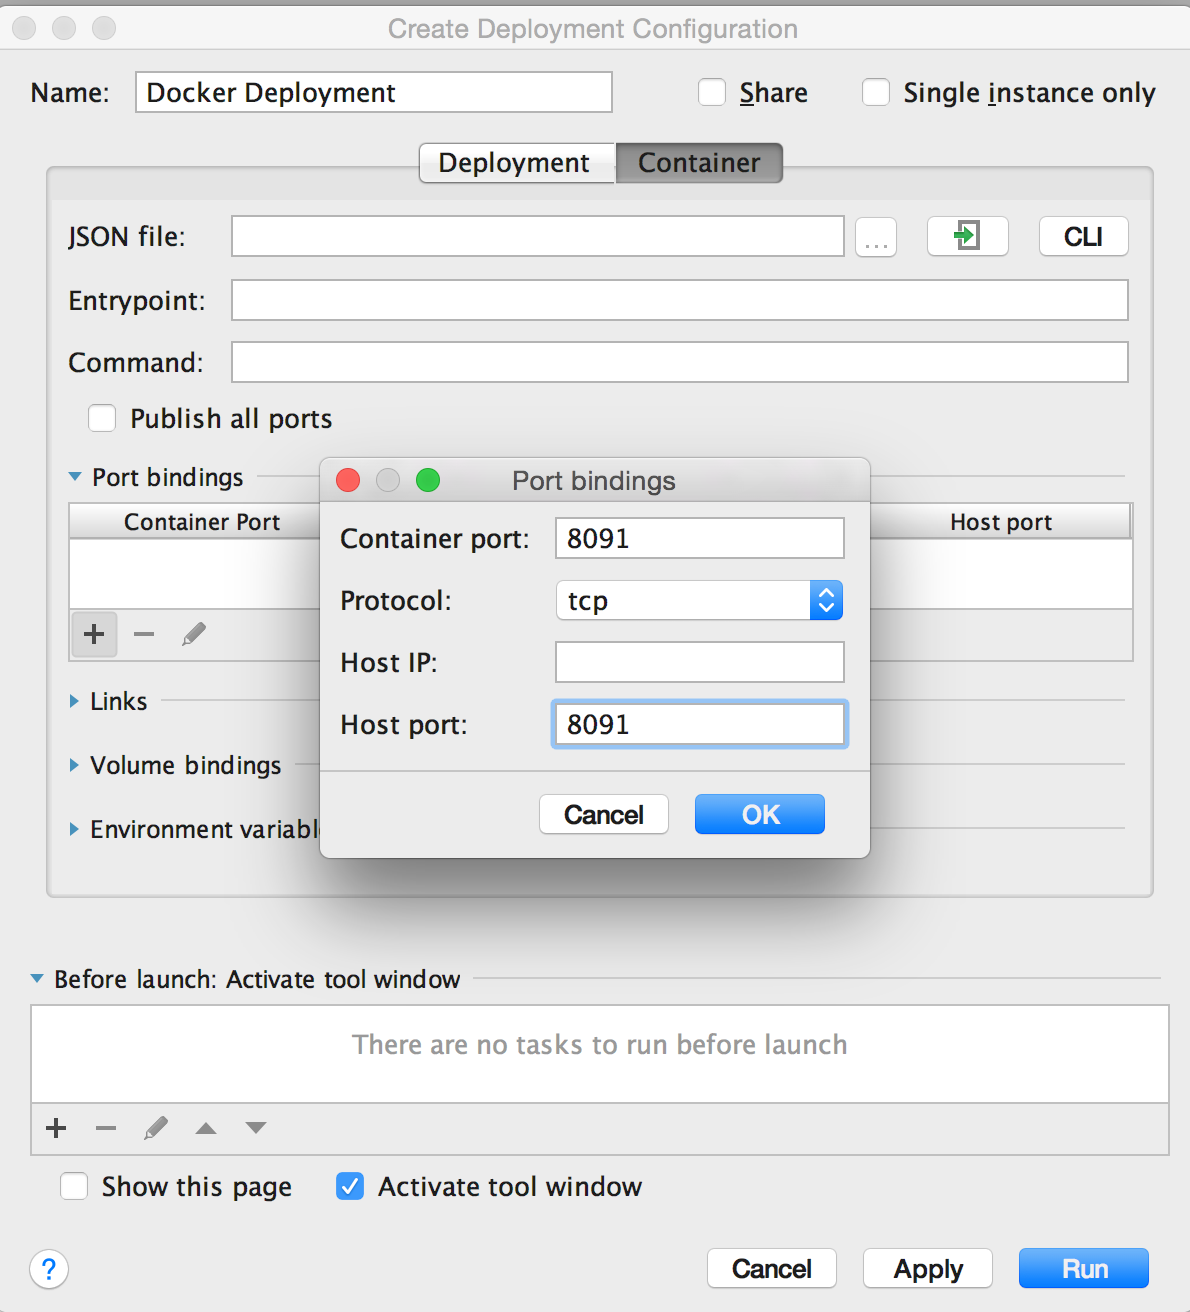 Create Deployment Configuration
Name: Docker Deployment Share Single instance only
Deployment Container
JSON file: ... CLI
Entrypoint:
Command:
Publish all ports
Port bindings
Container Port Host port
Port bindings
Container port: 8091
Protocol: tcp
Host IP:
Host port: 8091
Cancel OK
Links
Volume bindings
Environment variabl
Before launch: Activate tool window
There are no tasks to run before launch
Show this page Activate tool window
? Cancel Apply Run